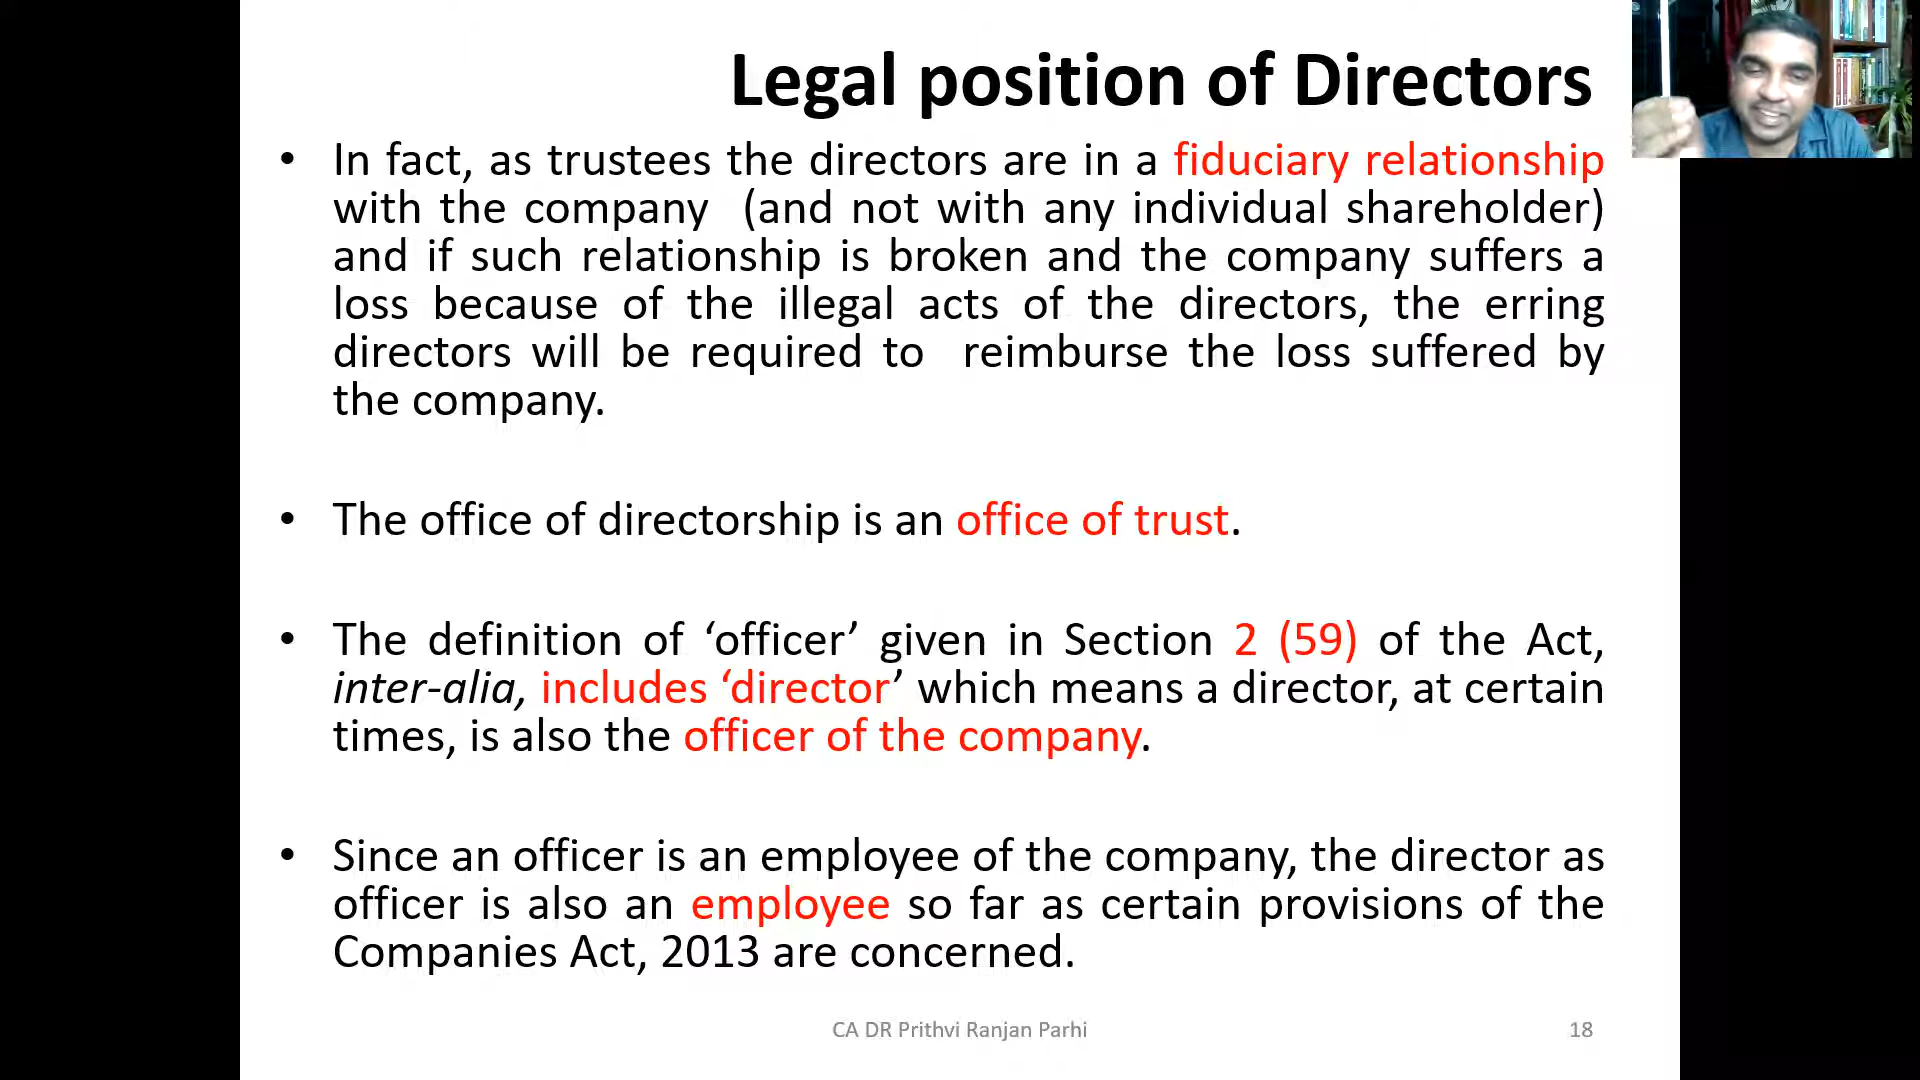 Legal position of Directors
• In fact, as trustees the directors are in a fiduciary relationship
with the company (and not with any individual shareholder)
and if such relationship is broken and the company suffers a
loss because of the illegal acts of the directors, the erring
directors will be required to reimburse the loss suffered by
the company.
• The office of directorship is an office of trust.
• The definition of ‘officer’ given in Section 2 (59) of the Act,
inter-alia, includes ‘director’ which means a director, at certain
times, is also the officer of the company.
• Since an officer is an employee of the company, the director as
officer is also an employee so far as certain provisions of the
Companies Act, 2013 are concerned.
CA DR Prithvi Ranjan Parhi
18